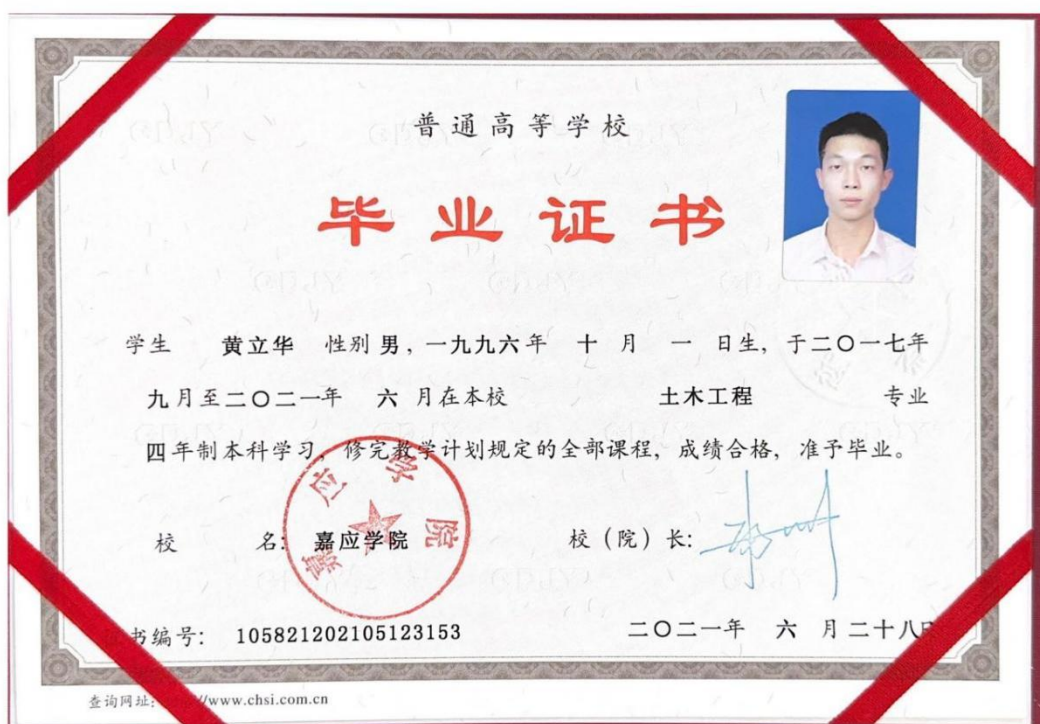 普通高等学校
毕业证书
学生 黄立华 性别 男，一九九六年 十 月 一 日生，于二〇一七年
九月至二〇二一年 六 月在本校 土木工程 专业
四年制本科学习，修完教学计划规定的全部课程，成绩合格，准予毕业。
校 名：嘉应学院 校（院）长：
嘉应学院
书编号：105821202105123153 二〇二一年 六 月二十八日
查询网址： //www.chsi.com.cn